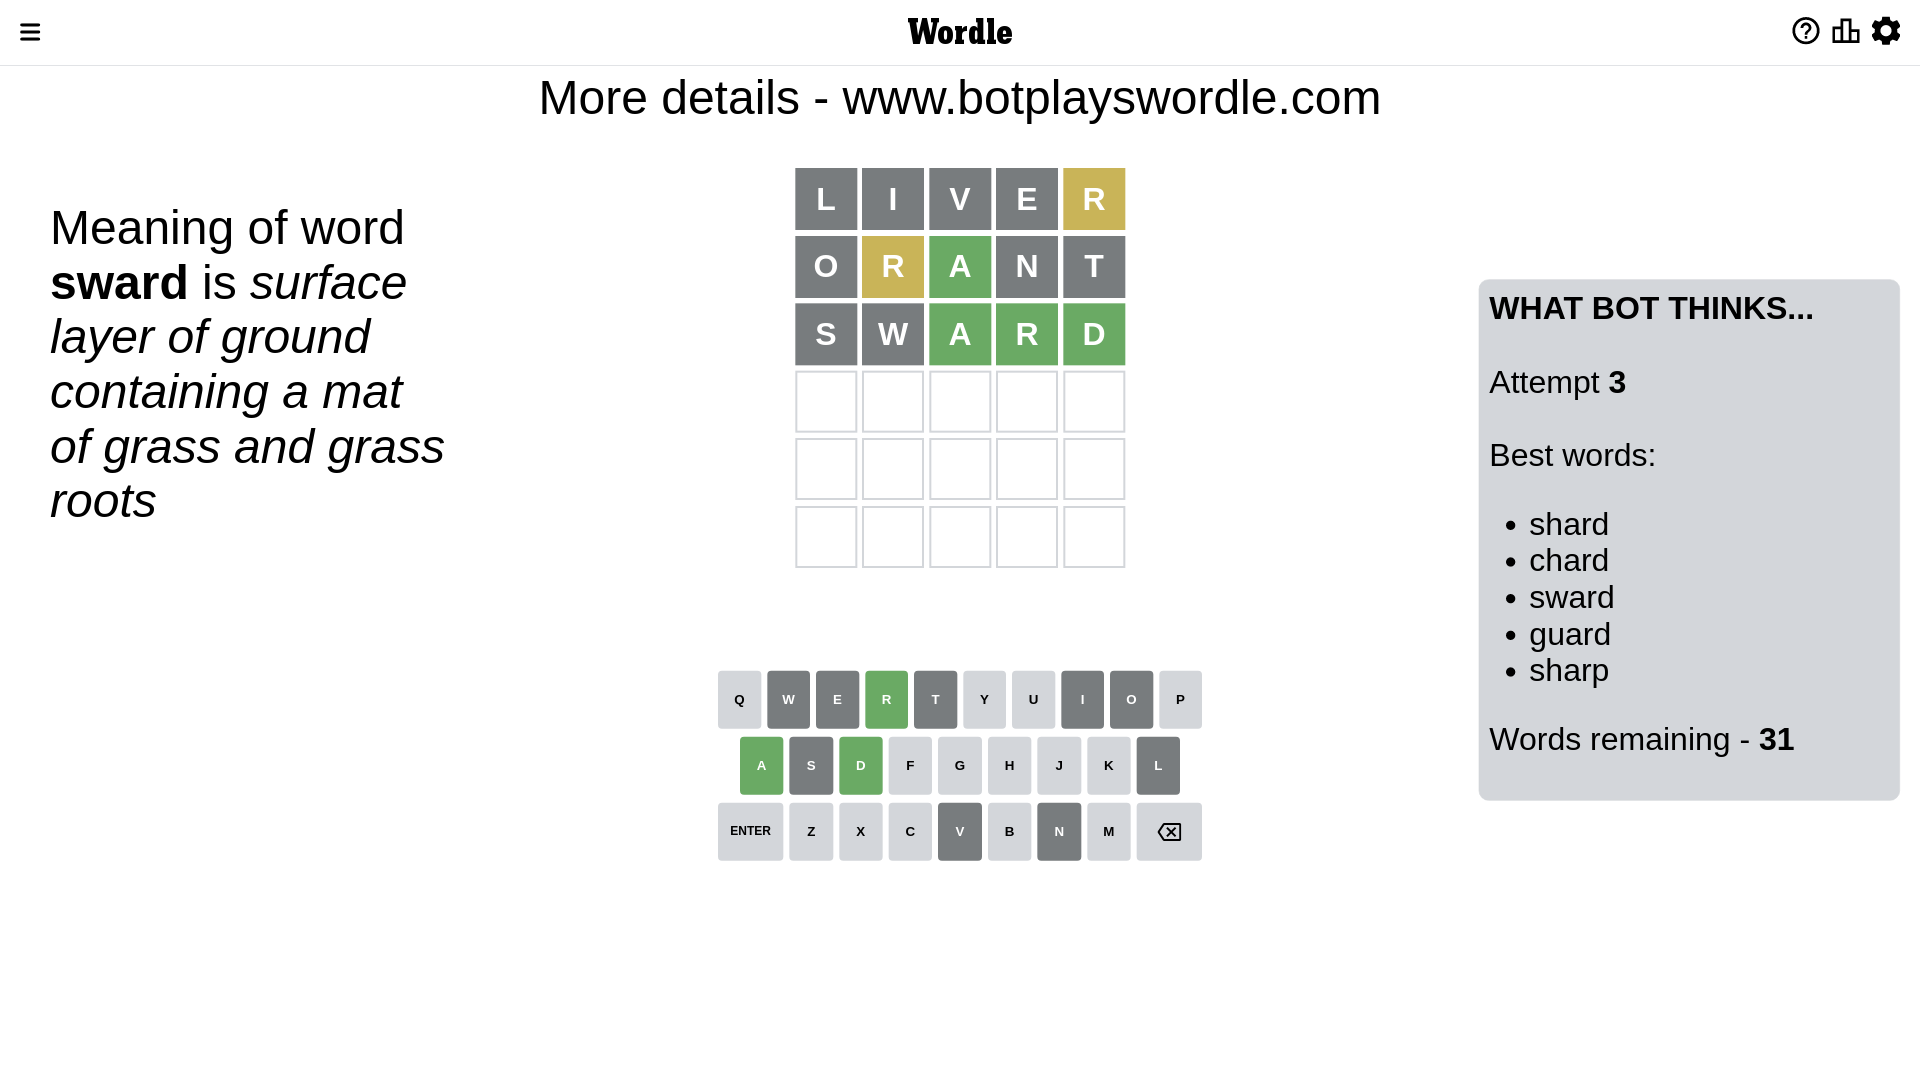 Wordle
More details - www.botplayswordle.com
Meaning of word
sward is surface
layer of ground
containing a mat
of grass and grass
roots
L I V E R
O R A N T
S W A R D
WHAT BOT THINKS...
Attempt 3
Best words:
• shard
• chard
• sward
• guard
• sharp
Words remaining - 31
Q W E R T Y U I O P
A S D F G H J K L
ENTER Z X C V B N M